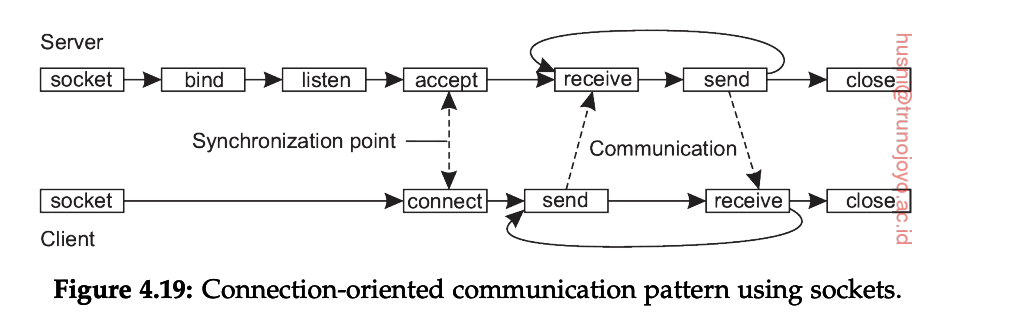 Server
socket bind listen accept receive send close
Synchronization point
Communication
socket connect send receive close
Client
Figure 4.19: Connection-oriented communication pattern using sockets.
husni@trunojoyo.ac.id